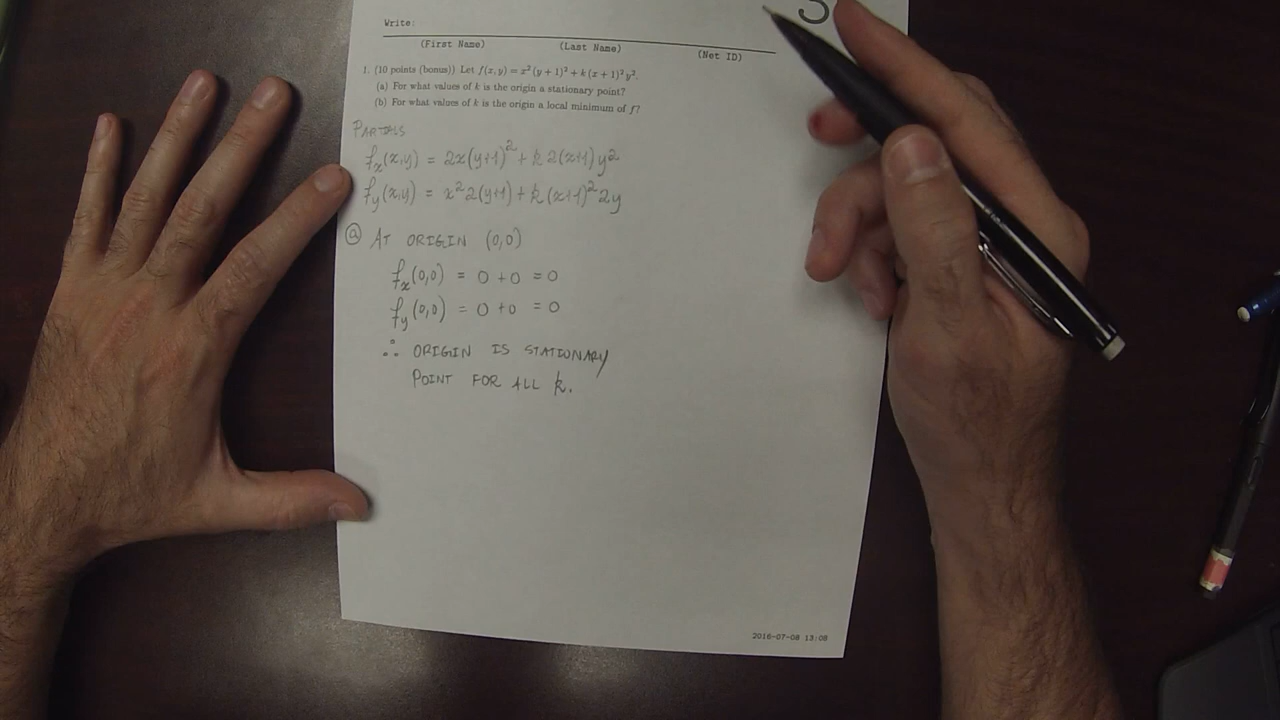 3
Write:
(First Name) (Last Name) (Net ID)
1. (10 points (bonus)) Let f(x, y) = x²(y + 1)² + k(x + 1)²y².
(a) For what values of k is the origin a stationary point?
(b) For what values of k is the origin a local minimum of f?
PARTIALS
fₓ(x,y) = 2x(y+1)² + k 2(x+1)y²
f_y(x,y) = x² 2(y+1) + k (x+1)² 2y
ⓐ AT ORIGIN (0,0)
fₓ(0,0) = 0 + 0 = 0
f_y(0,0) = 0 + 0 = 0
∴ ORIGIN IS STATIONARY
POINT FOR ALL k.
2016-07-08 13:08